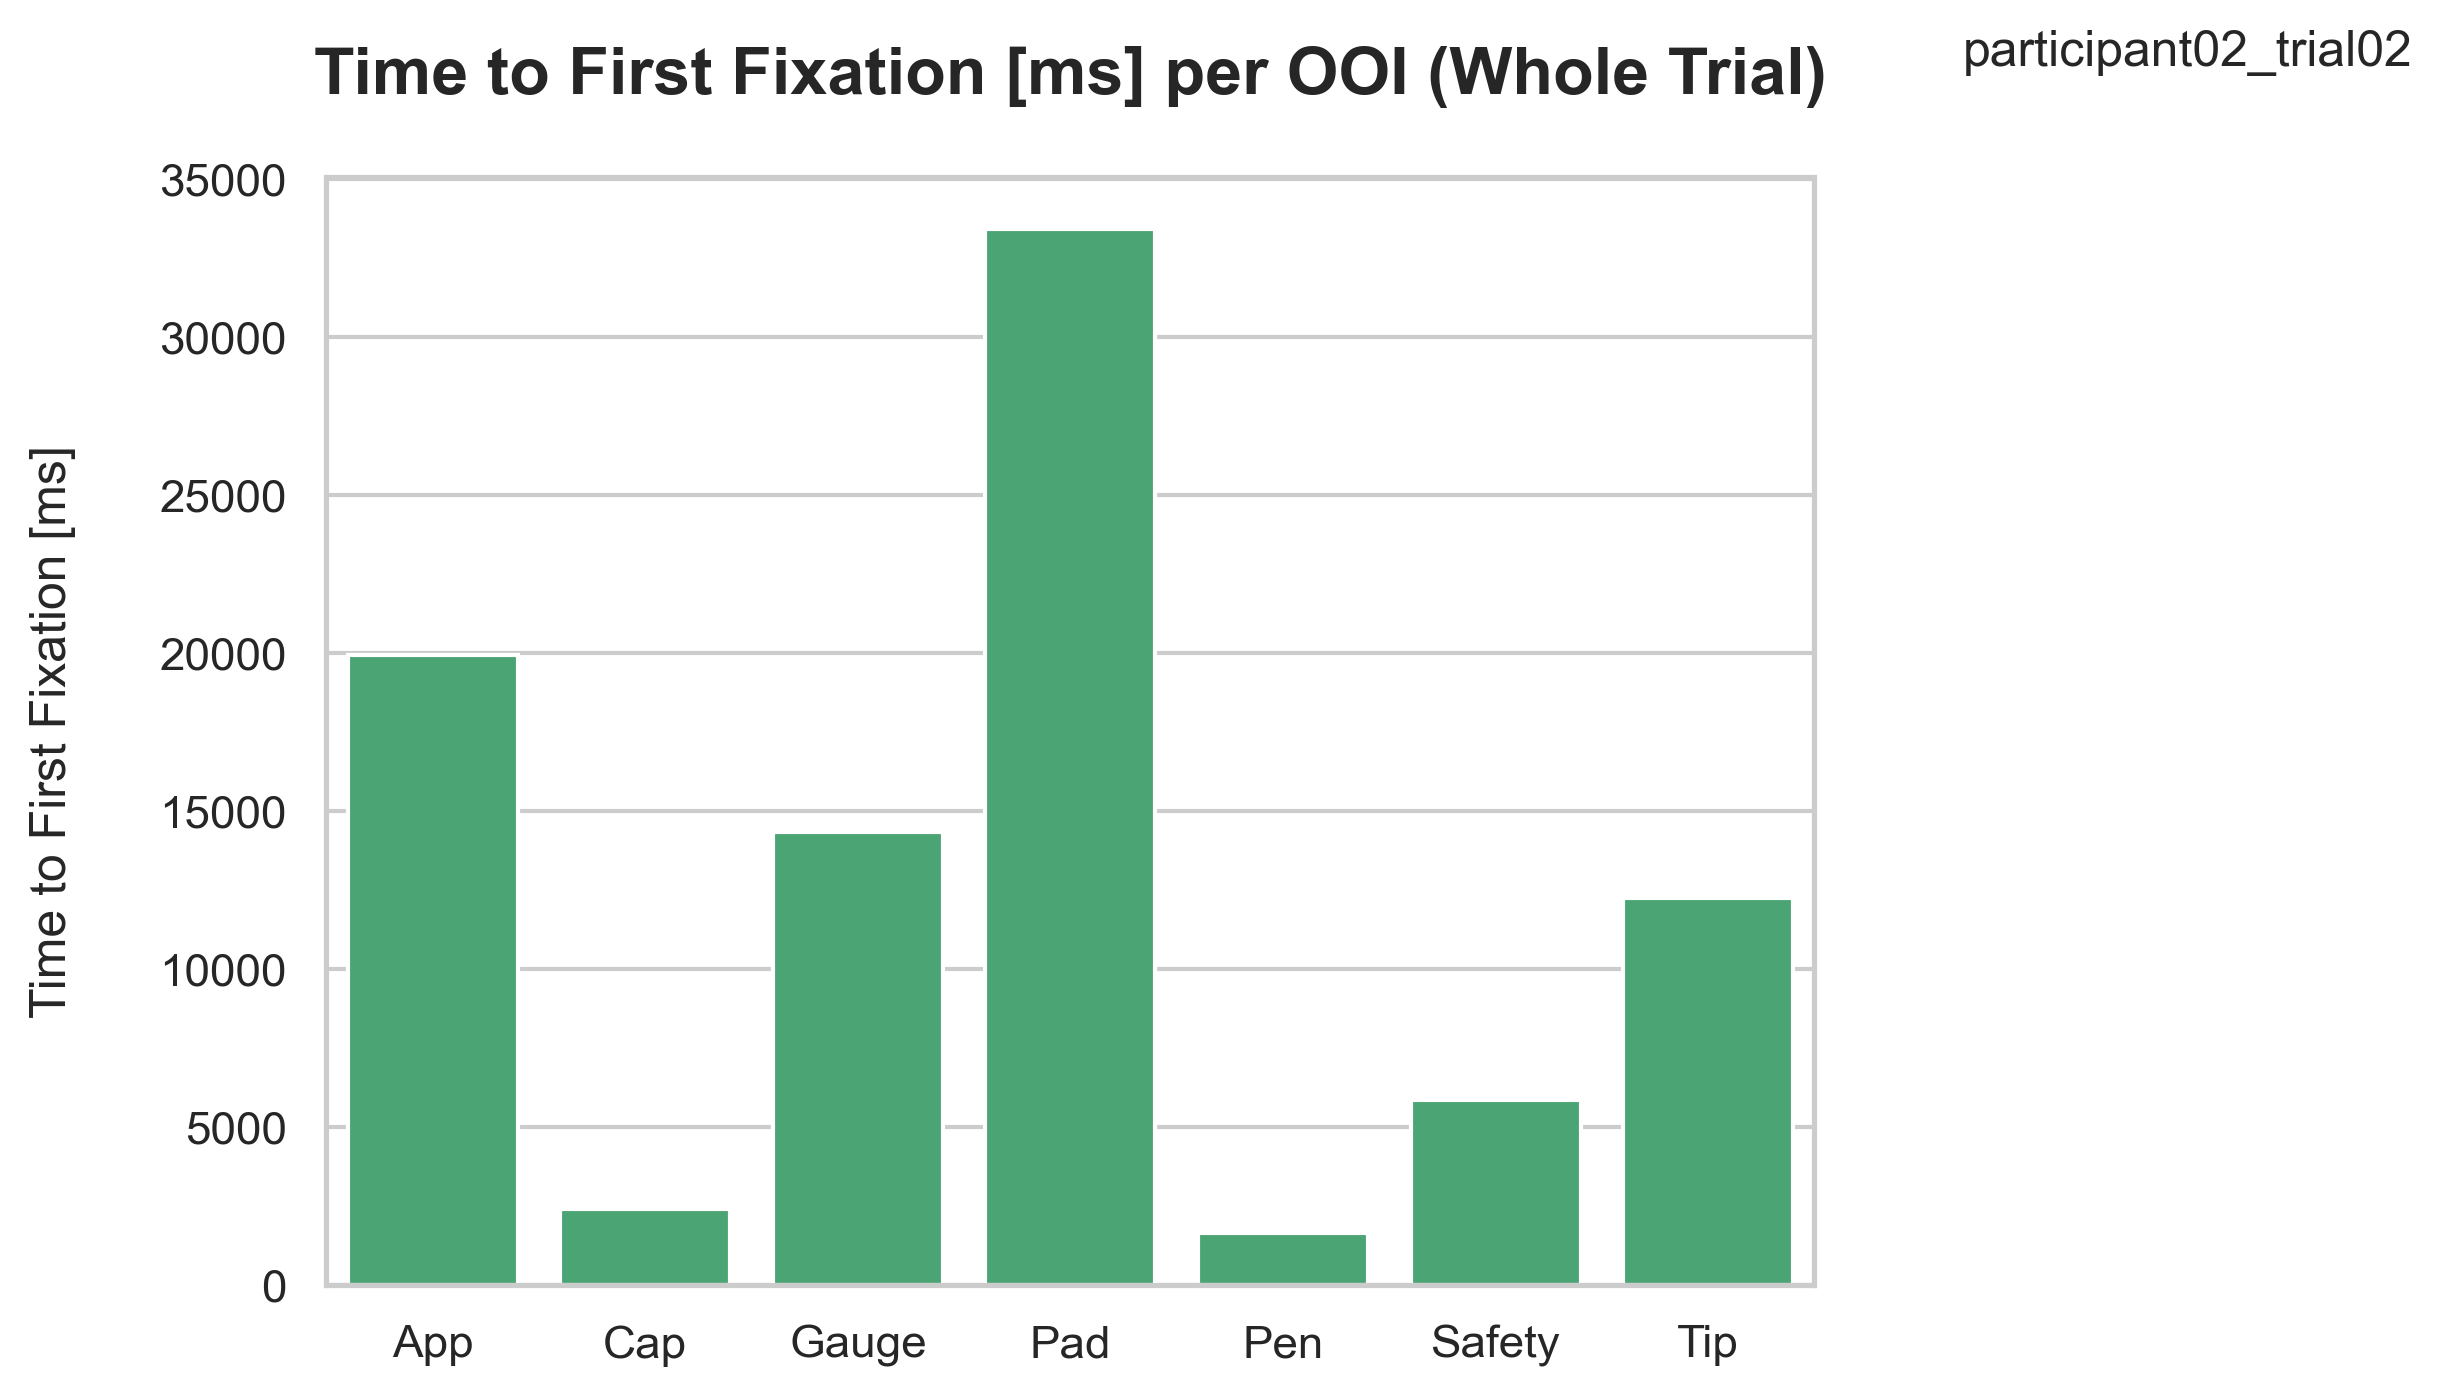 Time to First Fixation [ms] per OOI (Whole Trial)
participant02_trial02
Time to First Fixation [ms]
35000
30000
25000
20000
15000
10000
5000
0
App Cap Gauge Pad Pen Safety Tip